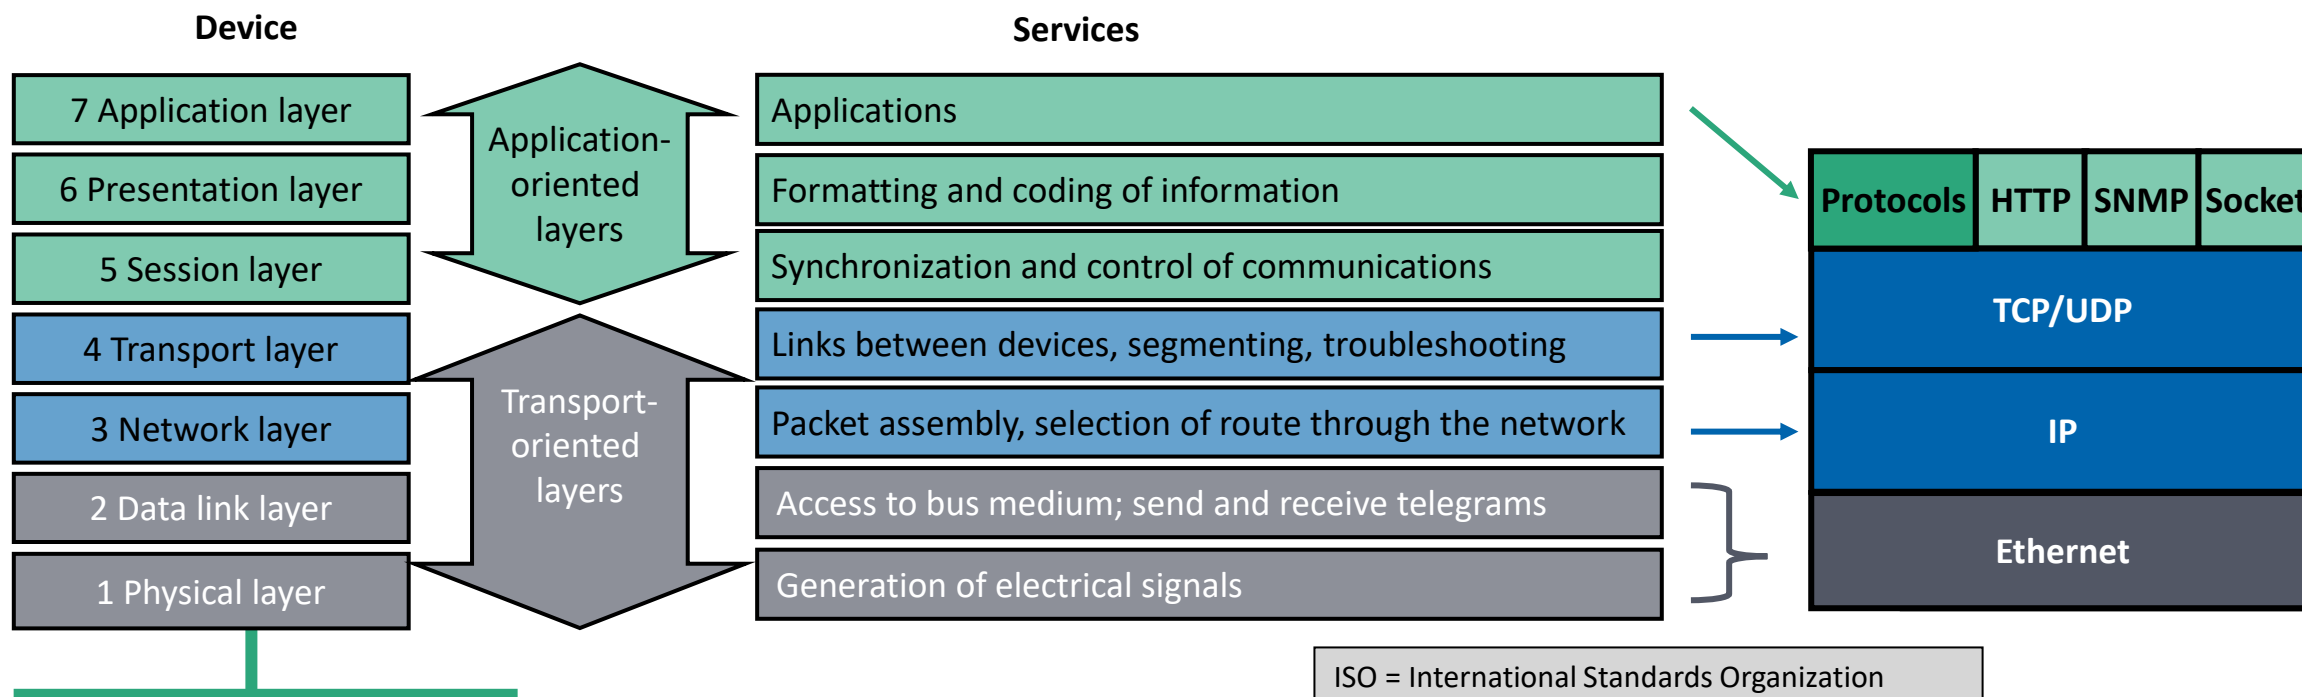 Device
Services
7 Application layer
6 Presentation layer
5 Session layer
4 Transport layer
3 Network layer
2 Data link layer
1 Physical layer
Application-
oriented
layers
Transport-
oriented
layers
Applications
Formatting and coding of information
Synchronization and control of communications
Links between devices, segmenting, troubleshooting
Packet assembly, selection of route through the network
Access to bus medium; send and receive telegrams
Generation of electrical signals
Protocols HTTP SNMP Socket
TCP/UDP
IP
Ethernet
ISO = International Standards Organization